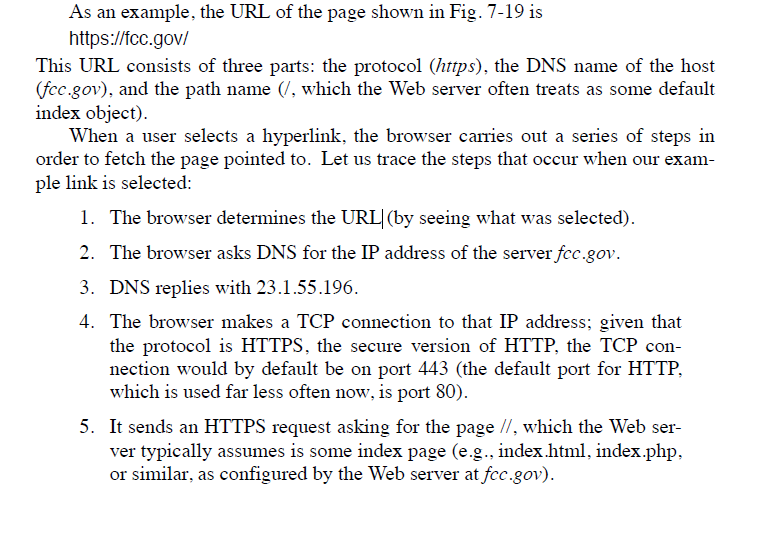 As an example, the URL of the page shown in Fig. 7-19 is
https://fcc.gov/
This URL consists of three parts: the protocol (https), the DNS name of the host
(fcc.gov), and the path name (/, which the Web server often treats as some default
index object).
When a user selects a hyperlink, the browser carries out a series of steps in
order to fetch the page pointed to. Let us trace the steps that occur when our exam-
ple link is selected:
1. The browser determines the URL (by seeing what was selected).
2. The browser asks DNS for the IP address of the server fcc.gov.
3. DNS replies with 23.1.55.196.
4. The browser makes a TCP connection to that IP address; given that
the protocol is HTTPS, the secure version of HTTP, the TCP con-
nection would by default be on port 443 (the default port for HTTP,
which is used far less often now, is port 80).
5. It sends an HTTPS request asking for the page //, which the Web ser-
ver typically assumes is some index page (e.g., index.html, index.php,
or similar, as configured by the Web server at fcc.gov).